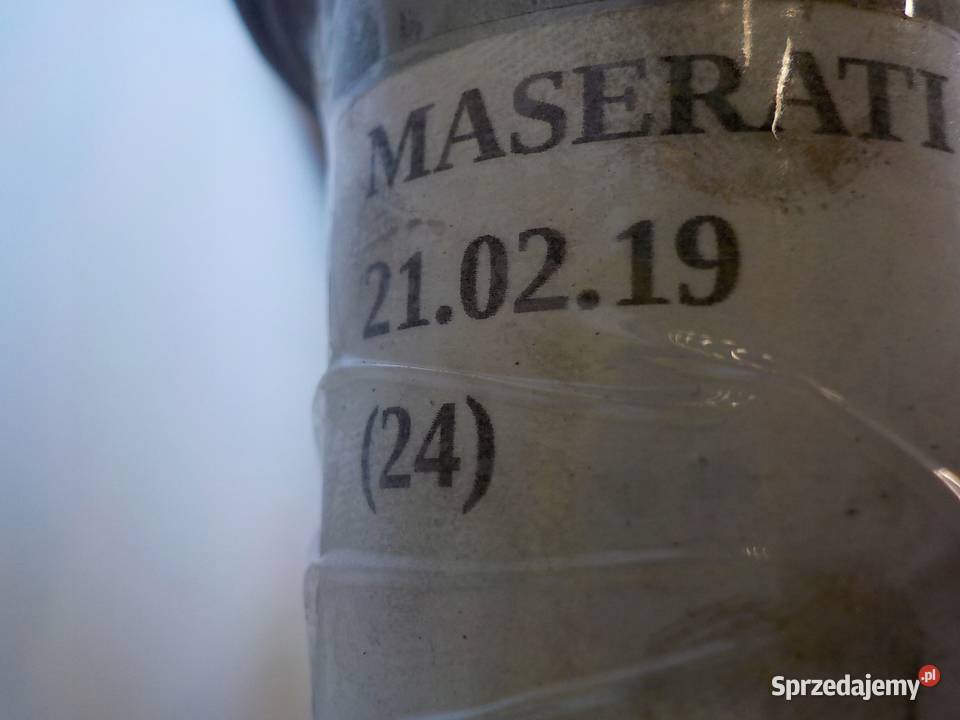 MASERATI
21.02.19
(24)
Sprzedajemy.pl